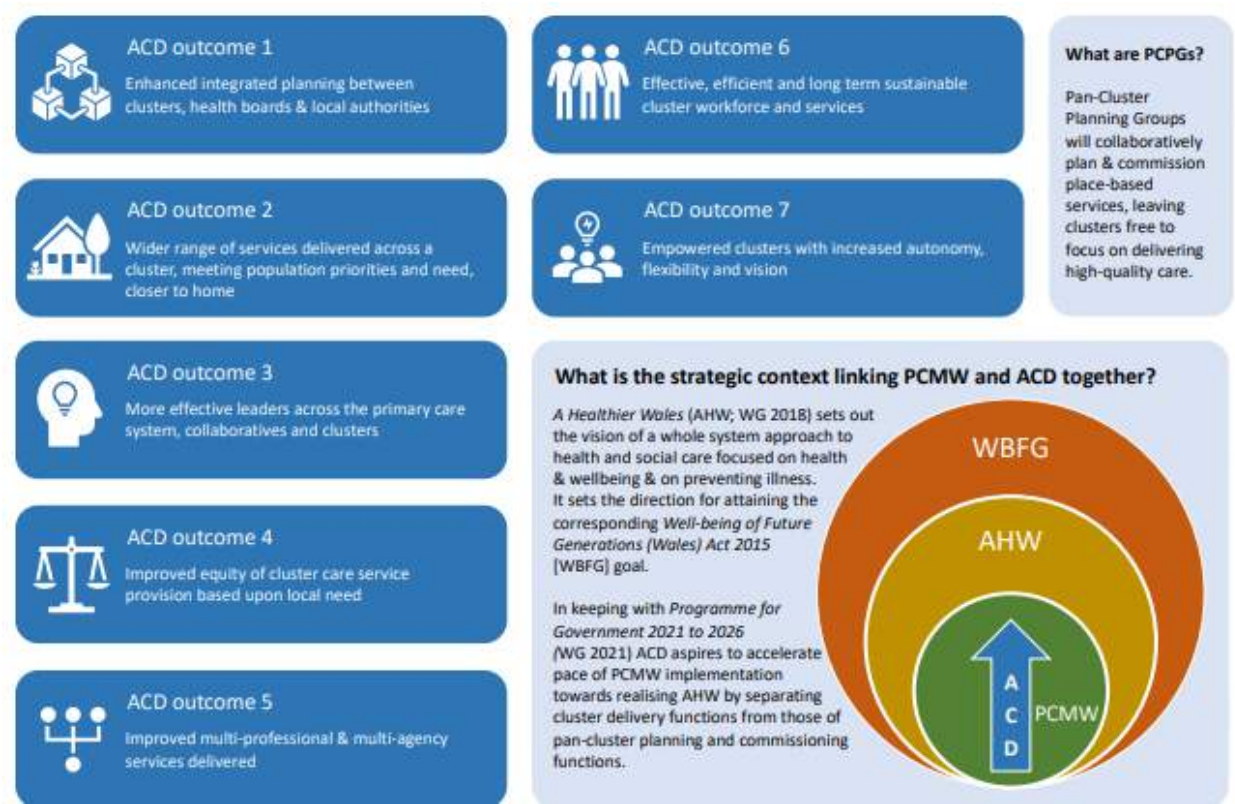 ACD outcome 1
Enhanced integrated planning between
clusters, health boards & local authorities
ACD outcome 2
Wider range of services delivered across a
cluster, meeting population priorities and need,
closer to home
ACD outcome 3
More effective leaders across the primary care
system, collaboratives and clusters
ACD outcome 4
Improved equity of cluster care service
provision based upon local need
ACD outcome 5
Improved multi-professional & multi-agency
services delivered
ACD outcome 6
Effective, efficient and long term sustainable
cluster workforce and services
ACD outcome 7
Empowered clusters with increased autonomy,
flexibility and vision
What are PCPGs?
Pan-Cluster
Planning Groups
will collaboratively
plan & commission
place-based
services, leaving
clusters free to
focus on delivering
high-quality care.
What is the strategic context linking PCMW and ACD together?
A Healthier Wales (AHW; WG 2018) sets out
the vision of a whole system approach to
health and social care focused on health
& wellbeing & on preventing illness.
It sets the direction for attaining the
corresponding Well-being of Future
Generations (Wales) Act 2015
[WBFG] goal.
In keeping with Programme for
Government 2021 to 2026
(WG 2021) ACD aspires to accelerate
pace of PCMW implementation
towards realising AHW by separating
cluster delivery functions from those of
pan-cluster planning and commissioning
functions.
WBFG
AHW
A
C
D
PCMW